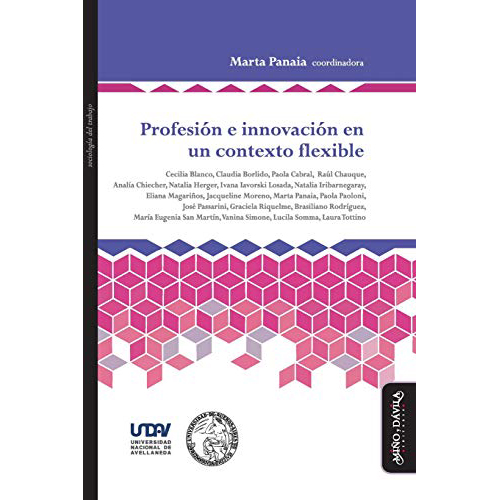 Marta Panaia coordinadora
sociología del trabajo
Profesión e innovación en
un contexto flexible
Cecilia Blanco, Claudia Borlido, Paola Cabral, Raúl Chauque,
Analía Chiecher, Natalia Herger, Ivana Iavorski Losada, Natalia Iribarnegaray,
Eliana Magariños, Jacqueline Moreno, Marta Panaia, Paola Paoloni,
José Passarini, Graciela Riquelme, Brasiliano Rodríguez,
María Eugenia San Martín, Vanina Simone, Lucila Somma, Laura Tottino
UNDAV
UNIVERSIDAD
NACIONAL DE
AVELLANEDA
MIÑO y DÁVILA